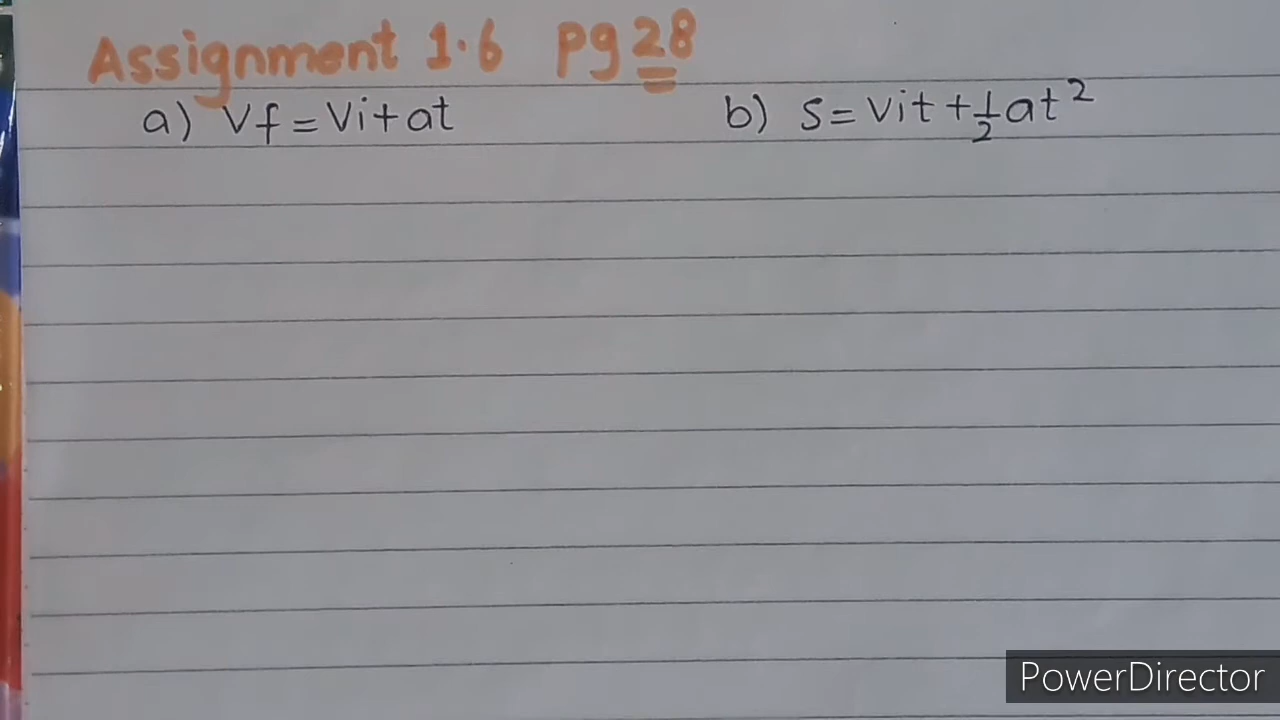 Assignment 1.6 pg 28
a) Vf = Vi + at
b) S = Vit + 1/2 at²
PowerDirector